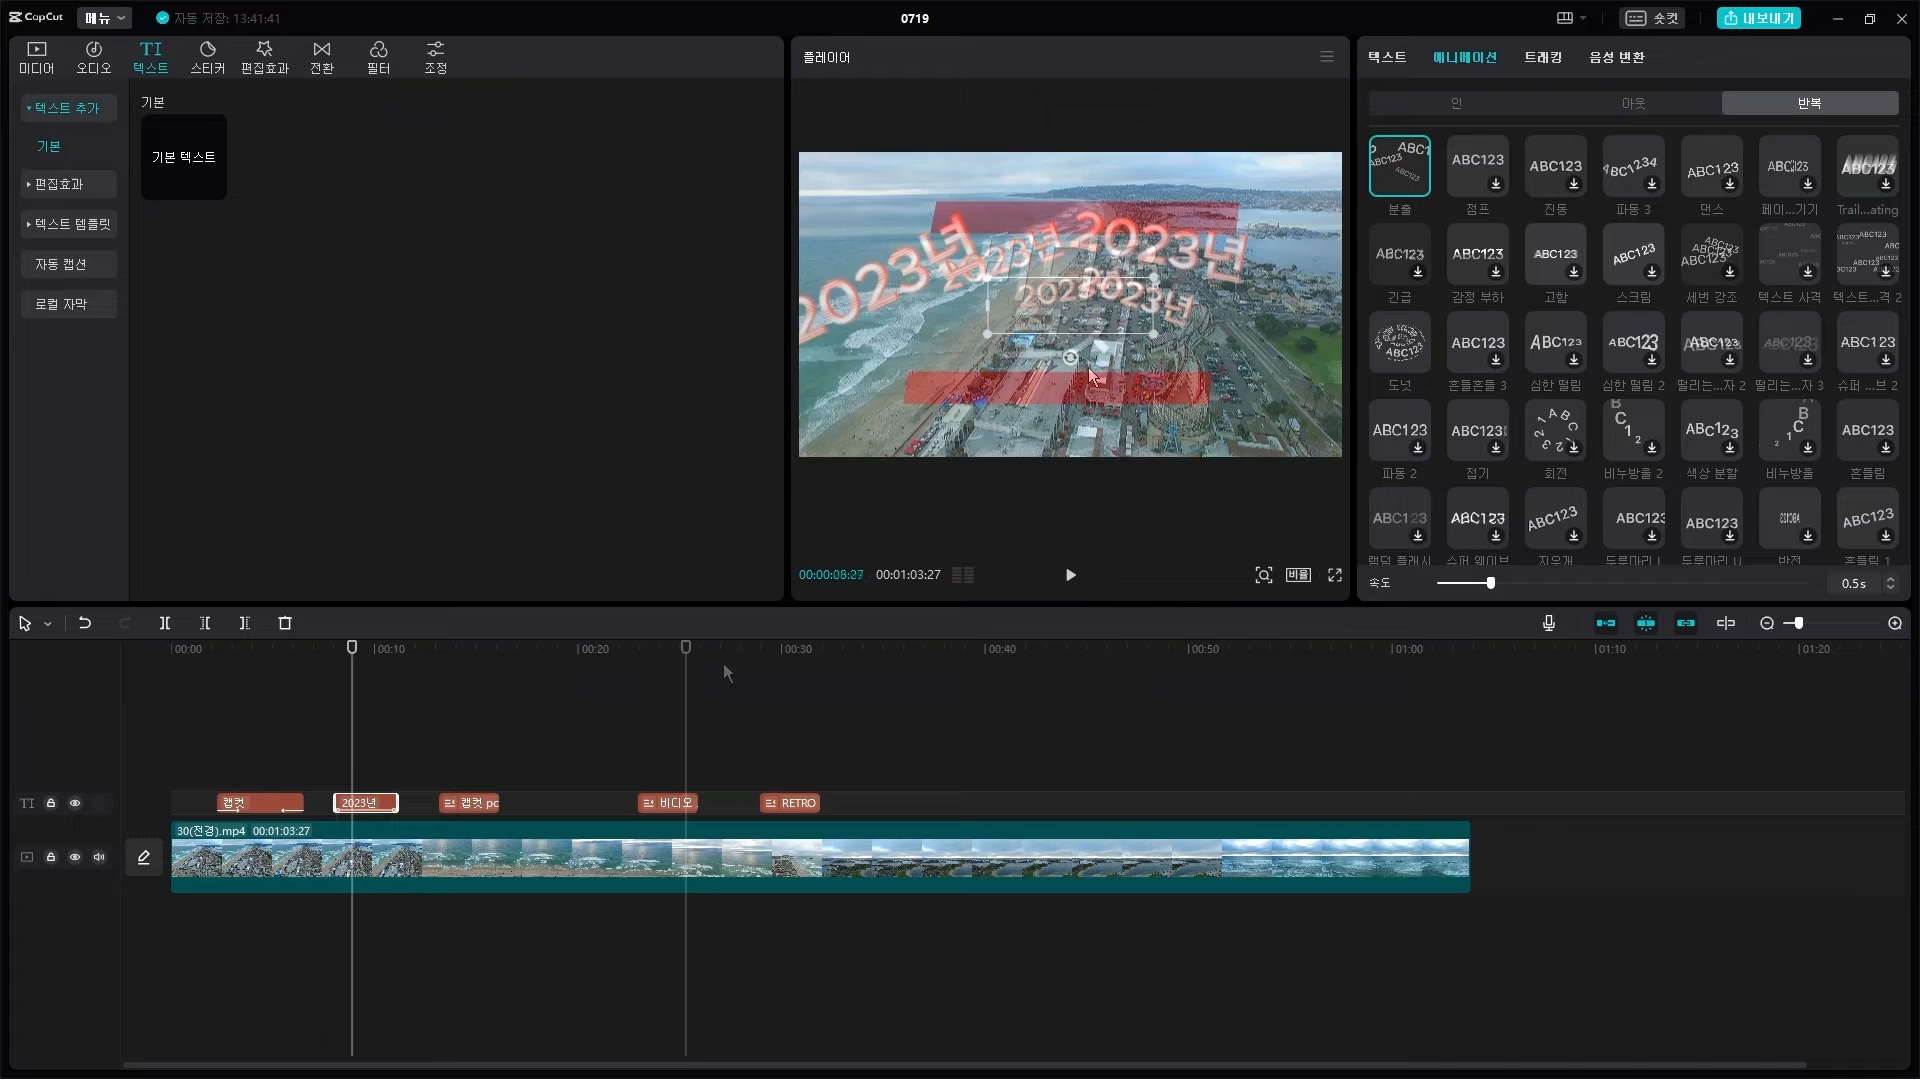 CapCut
메뉴
자동 저장: 13:41:41
0719
숏컷
내보내기
미디어
오디오
TI
텍스트
스티커
편집효과
전환
필터
조정
텍스트 추가
기본
편집효과
텍스트 템플릿
자동 캡션
로컬 자막
기본
기본 텍스트
플레이어
2023년
2023년
2023년
2023년
2023년
00:00:08:27
00:01:03:27
비율
텍스트
애니메이션
트래킹
음성 변환
인
아웃
반복
ABC1 ABC123 ABC123
ABC123 ABC123 ABC1234 ABC123 ABC123 ABC123
분출 점프 진동 파동 3 댄스 페이...기기 Trail...ating
ABC123 ABC123 ABC123 ABC123 ABC123 ABC123 ABC123
긴급 감정 부하 고함 스크림 세번 강조 텍스트 사격 텍스트...격 2
ABC123 ABC123 ABC123 ABC123 ABC123 ABC123 ABC123
도넛 흔들흔들 3 심한 떨림 심한 떨림 2 떨리는...자 2 떨리는...자 3 슈퍼 ...브 2
ABC123 ABC123 ABC123 BC12 ABC123 BC12 ABC123
파동 2 접기 회전 비누방울 2 색상 분할 비누방울 흔들림
ABC123 ABC123 ABC123 ABC123 ABC123 ABC123 ABC123
랜덤 플래시 슈퍼 웨이브 지우개 두루마리 I 두루마리 U 반전 흔들림 1
속도
0.5s
00:00 00:10 00:20 00:30 00:40 00:50 01:00 01:10 01:20
TI
캡컷
2023년
캡컷 pc
비디오
RETRO
30(전경).mp4 00:01:03:27